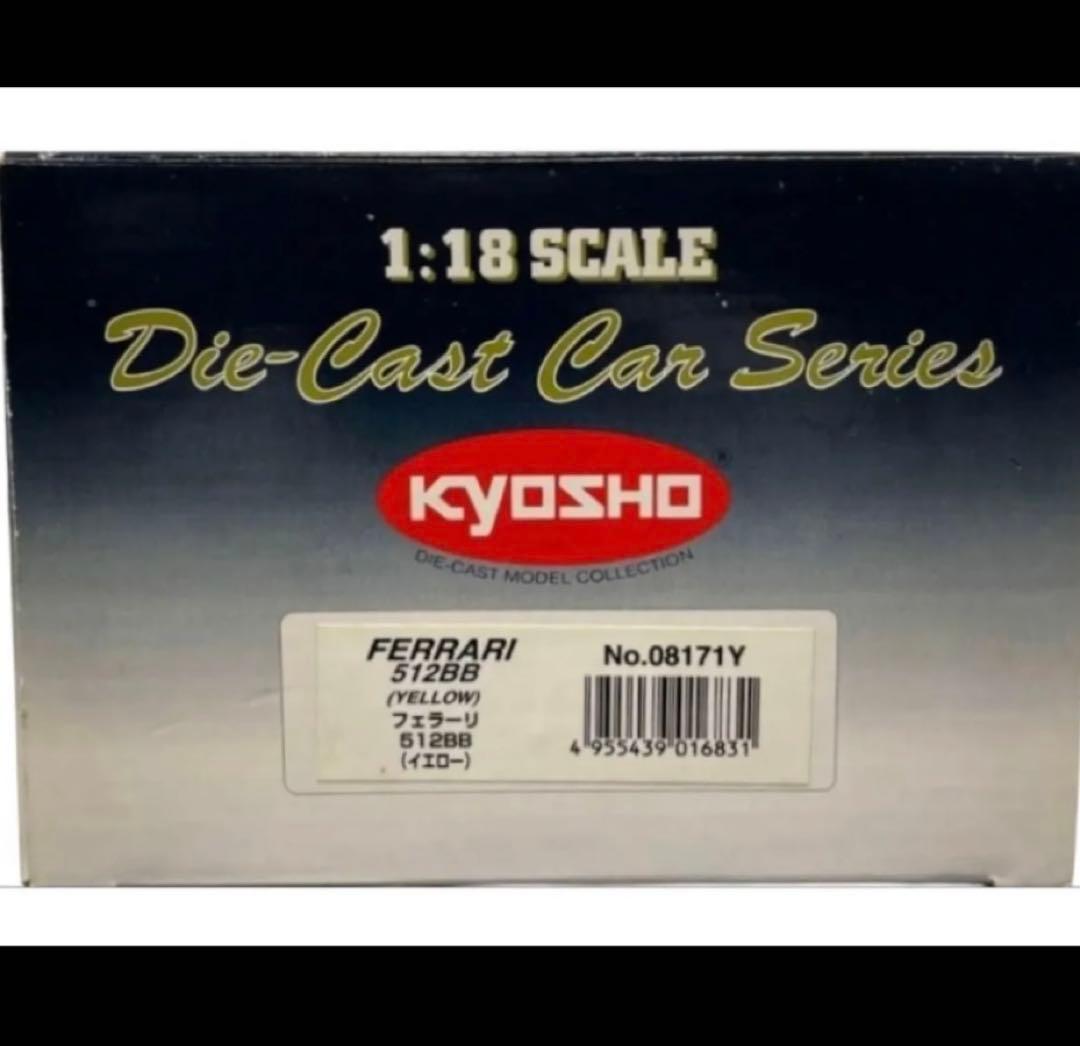 1:18 SCALE
Die-Cast Car Series
KYOSHO
®
DIE-CAST MODEL COLLECTION
FERRARI
512BB
(YELLOW)
フェラーリ
512BB
(イエロー)
No.08171Y
4 955439 016831